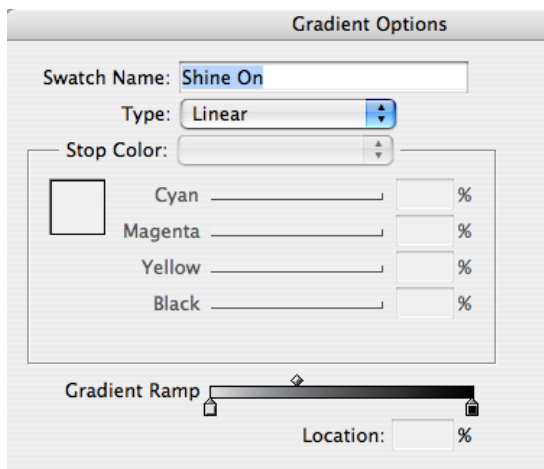 Gradient Options
Swatch Name: Shine On
Type: Linear
Stop Color:
Cyan %
Magenta %
Yellow %
Black %
Gradient Ramp
Location: %